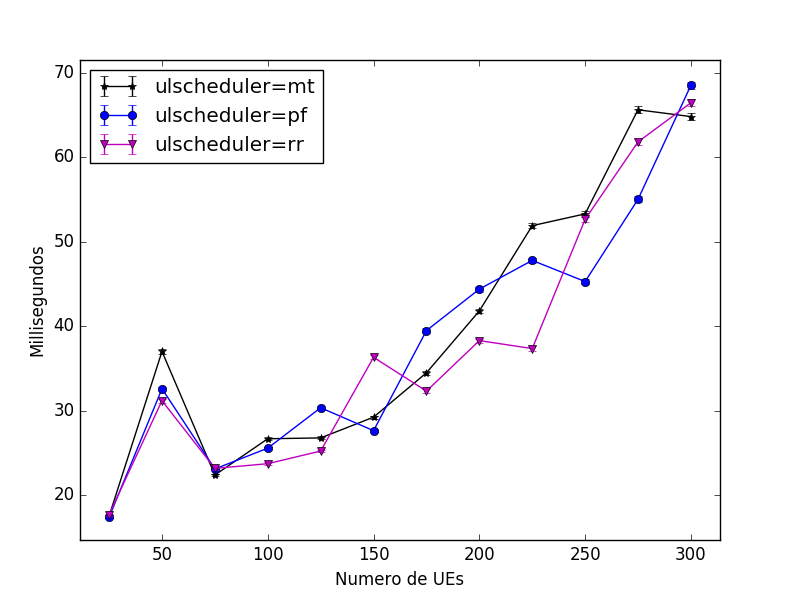 ulscheduler=mt
ulscheduler=pf
ulscheduler=rr
70
60
50
40
30
20
Millisegundos
50 100 150 200 250 300
Numero de UEs